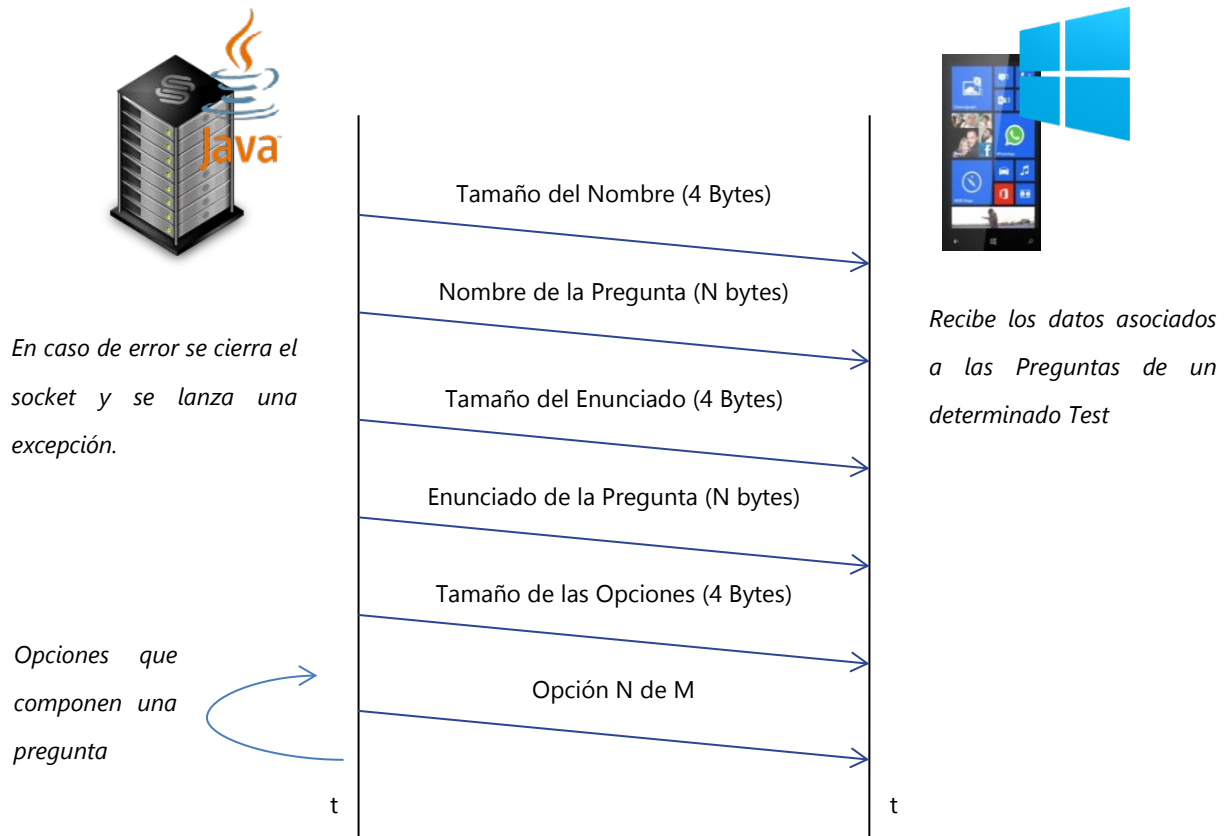 Java
Tamaño del Nombre (4 Bytes)
Nombre de la Pregunta (N bytes)
En caso de error se cierra el
socket y se lanza una
excepción.
Recibe los datos asociados
a las Preguntas de un
determinado Test
Tamaño del Enunciado (4 Bytes)
Enunciado de la Pregunta (N bytes)
Tamaño de las Opciones (4 Bytes)
Opciones que
componen una
pregunta
Opción N de M
t
t